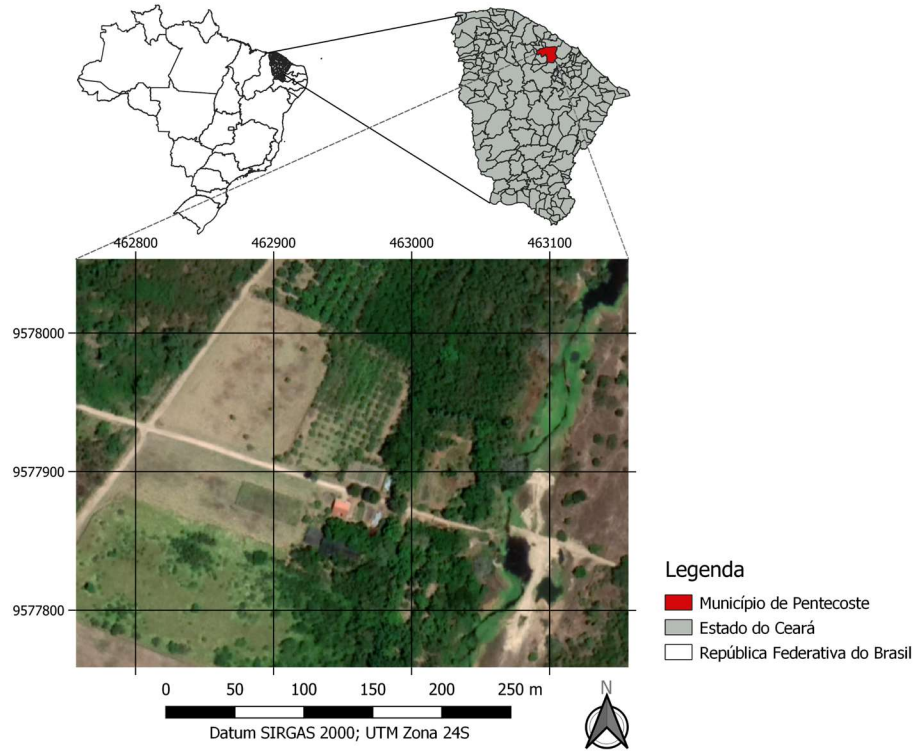 462800 462900 463000 463100
9578000
9577900
9577800
Legenda
Município de Pentecoste
Estado do Ceará
República Federativa do Brasil
0 50 100 150 200 250 m
Datum SIRGAS 2000; UTM Zona 24S
N